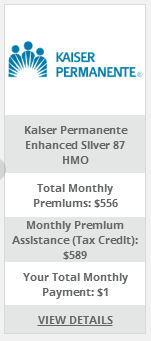 KAISER
PERMANENTE®
Kaiser Permanente
Enhanced Silver 87
HMO
Total Monthly
Premiums: $556
Monthly Premium
Assistance (Tax Credit):
$589
Your Total Monthly
Payment: $1
VIEW DETAILS